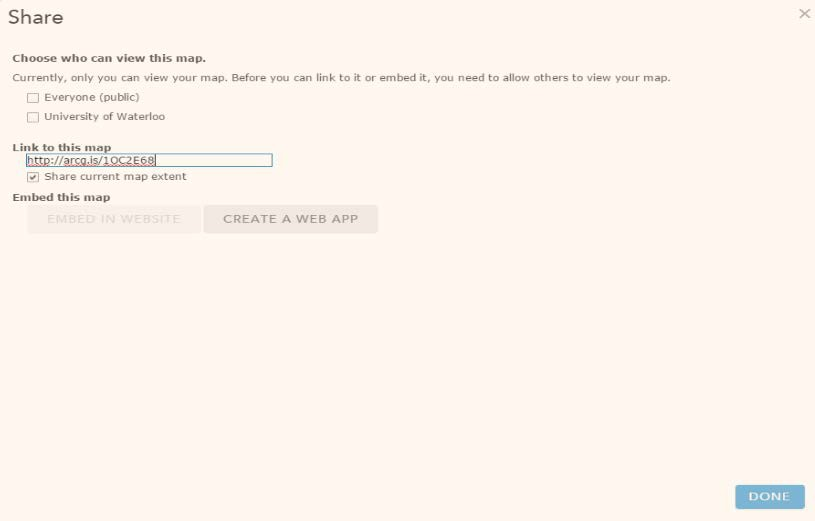 Share
Choose who can view this map.
Currently, only you can view your map. Before you can link to it or embed it, you need to allow others to view your map.
Everyone (public)
University of Waterloo
Link to this map
http://arcg.is/1OC2E68
Share current map extent
Embed this map
EMBED IN WEBSITE CREATE A WEB APP
DONE